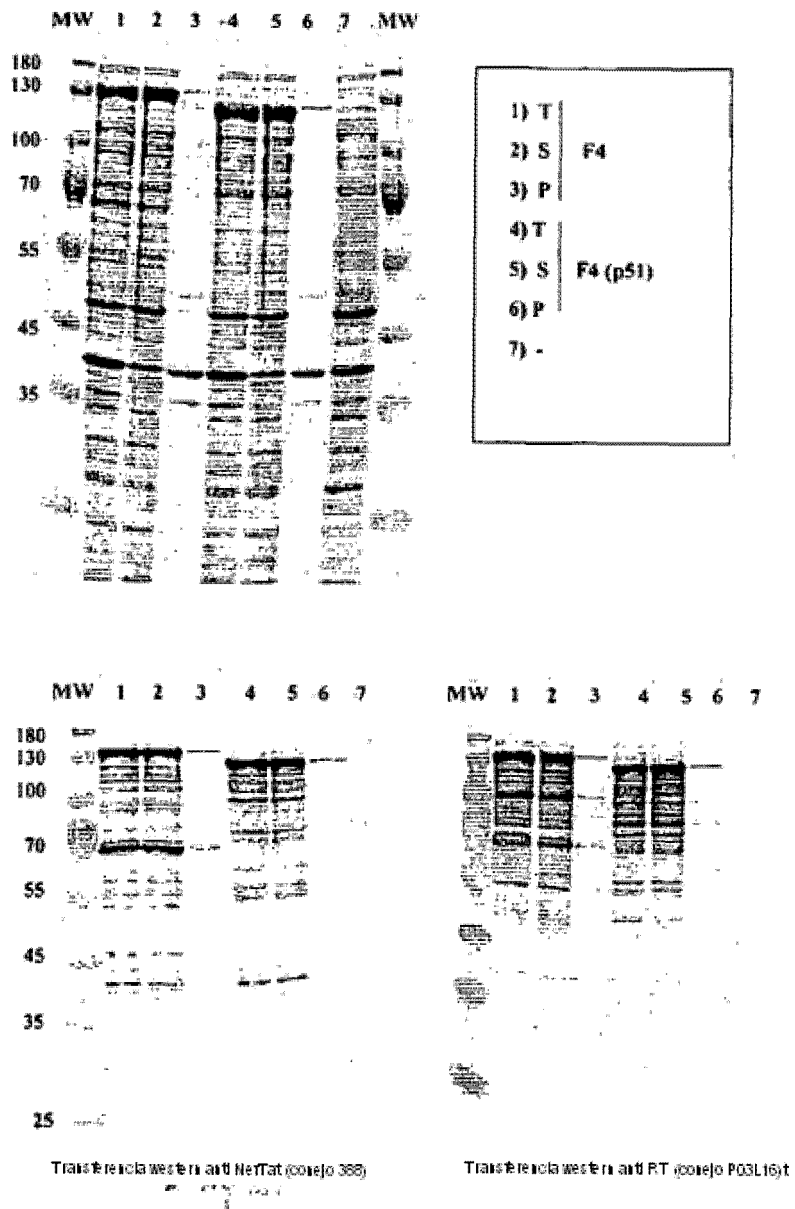 MW 1 2 3 4 5 6 7 MW
180
130
100
70
55
45
35
1) T
2) S F4
3) P
4) T
5) S F4 (p51)
6) P
7) -
MW 1 2 3 4 5 6 7
180
130
100
70
55
45
35
25
MW 1 2 3 4 5 6 7
Transferencia western anti NefTat (conejo 388)
Transferencia western anti RT (conejo P03L16) t